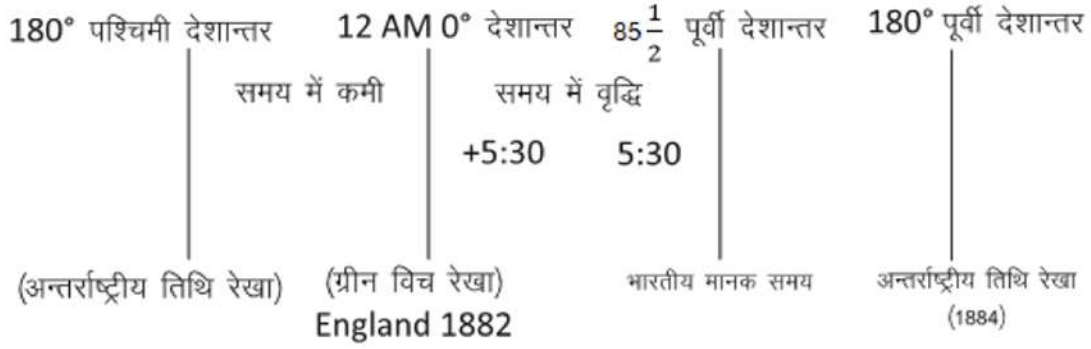 180° पश्चिमी देशान्तर 12 AM 0° देशान्तर 85 1/2 पूर्वी देशान्तर 180° पूर्वी देशान्तर
समय में कमी समय में वृद्धि
+5:30 5:30
(अन्तर्राष्ट्रीय तिथि रेखा) (ग्रीन विच रेखा) भारतीय मानक समय अन्तर्राष्ट्रीय तिथि रेखा
England 1882 (1884)